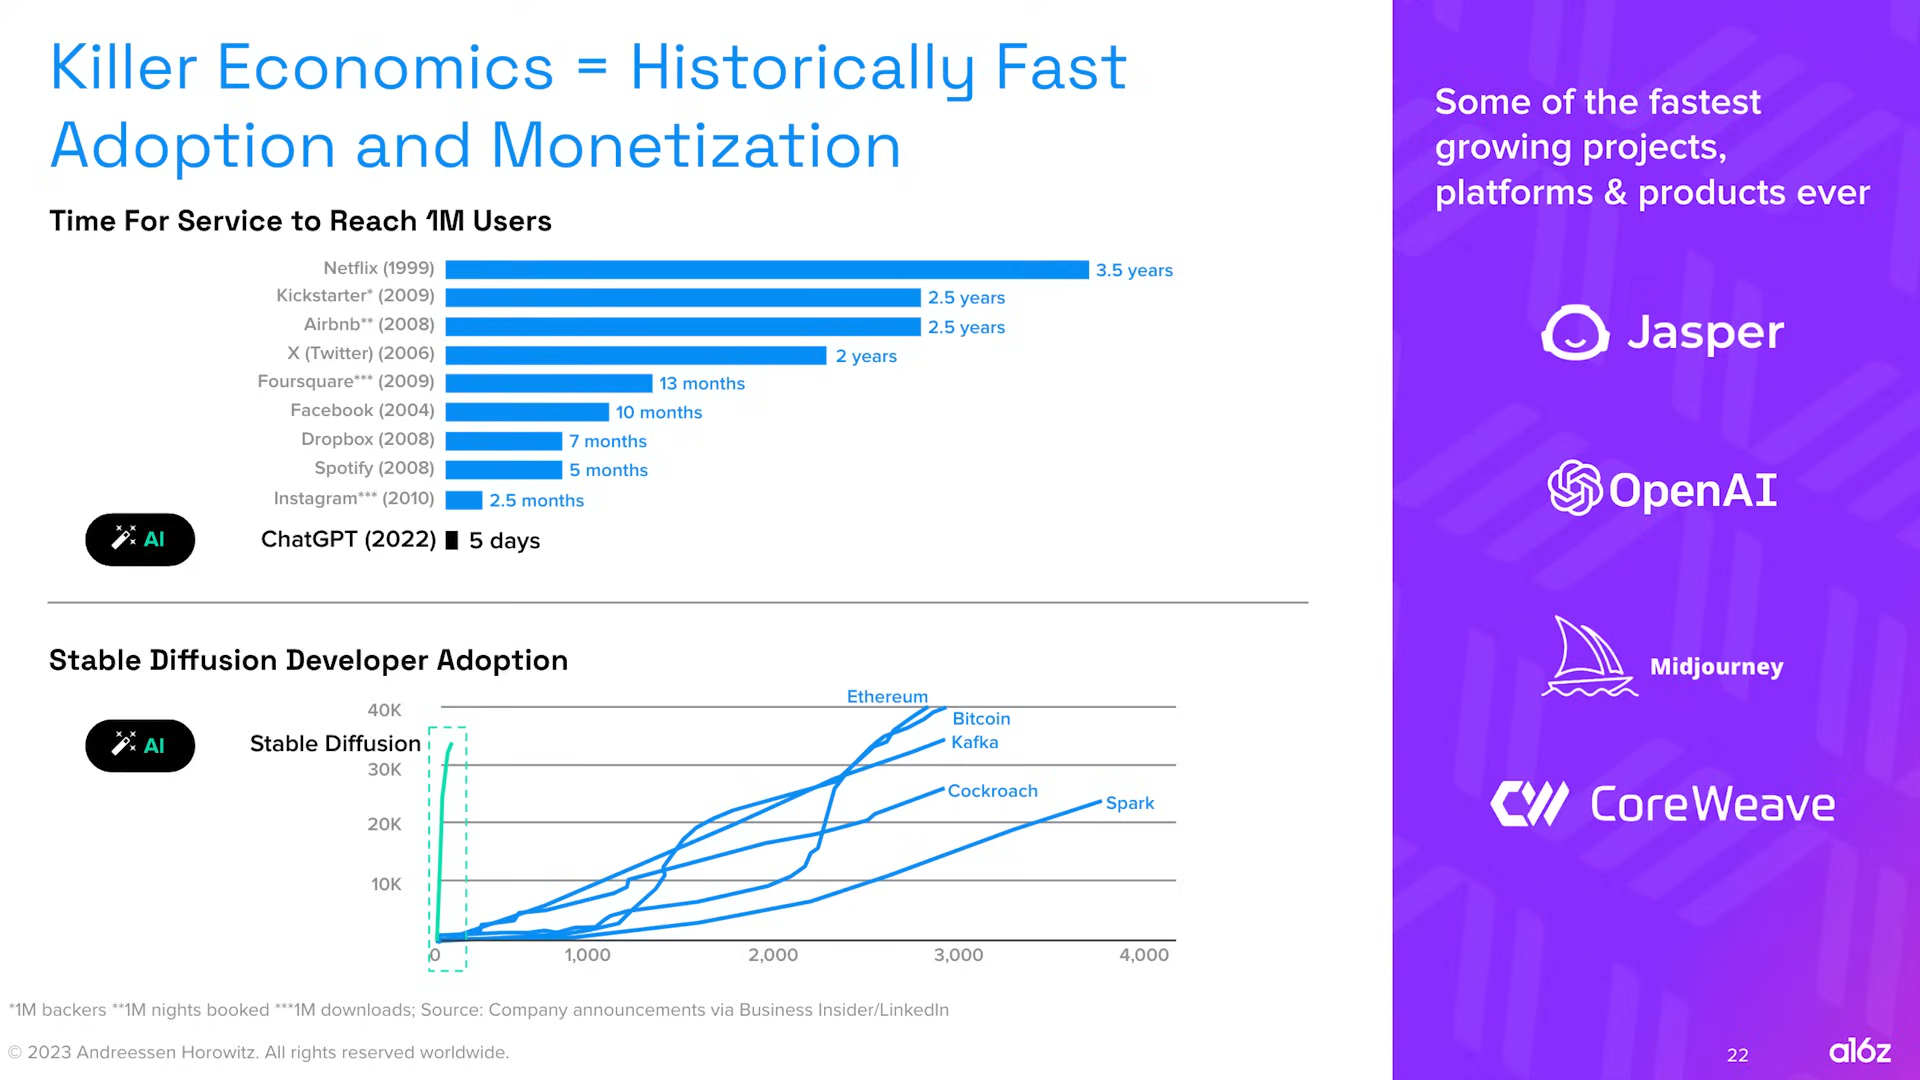 Killer Economics = Historically Fast
Adoption and Monetization
Time For Service to Reach 1M Users
Netflix (1999) 3.5 years
Kickstarter* (2009) 2.5 years
Airbnb** (2008) 2.5 years
X (Twitter) (2006) 2 years
Foursquare*** (2009) 13 months
Facebook (2004) 10 months
Dropbox (2008) 7 months
Spotify (2008) 5 months
Instagram*** (2010) 2.5 months
AI ChatGPT (2022) 5 days
Stable Diffusion Developer Adoption
Ethereum
40K
Bitcoin
AI Stable Diffusion
Kafka
30K
Cockroach
Spark
20K
10K
0 1,000 2,000 3,000 4,000
*1M backers **1M nights booked ***1M downloads; Source: Company announcements via Business Insider/LinkedIn
© 2023 Andreessen Horowitz. All rights reserved worldwide.
Some of the fastest
growing projects,
platforms & products ever
Jasper
OpenAI
Midjourney
CW CoreWeave
22
a16z